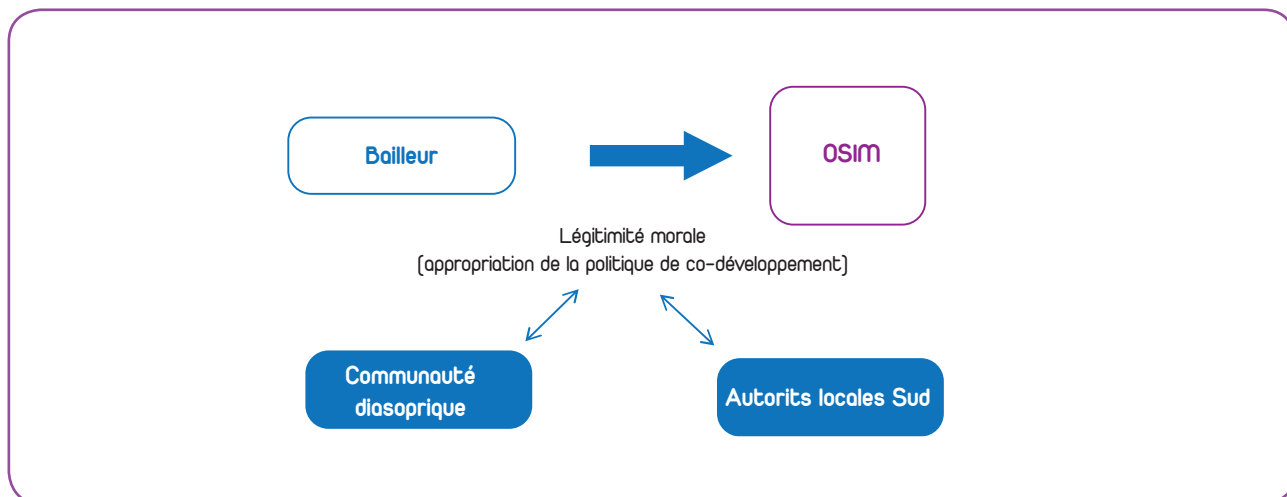 Bailleur
OSIM
Légitimité morale
(appropriation de la politique de co-développement)
Communauté
diasoprique
Autorits locales Sud